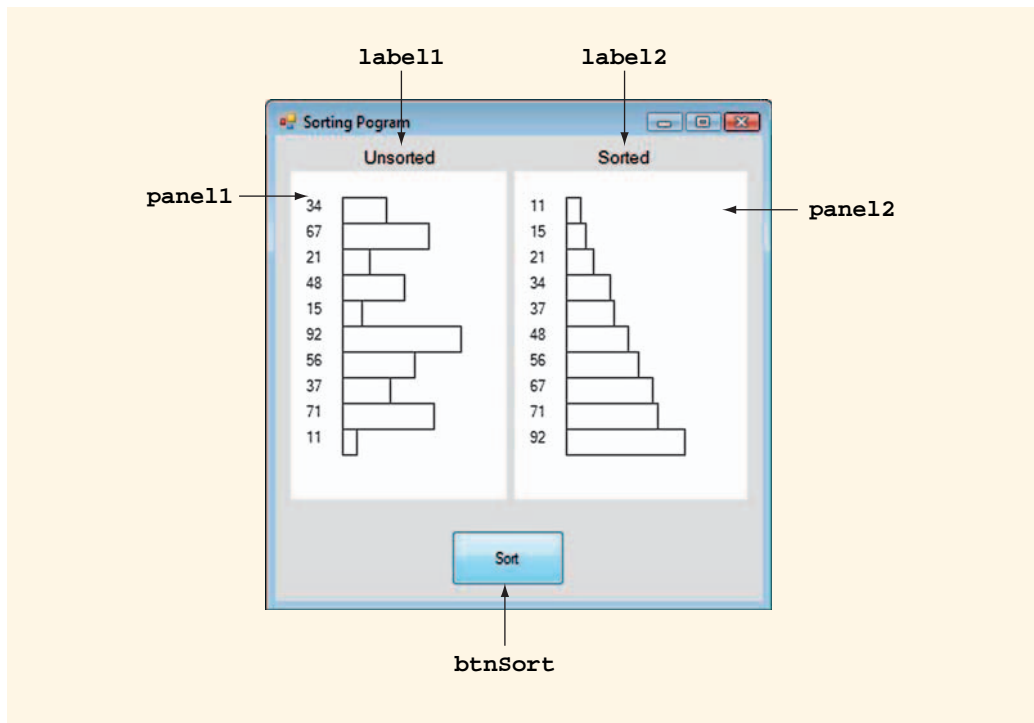 label1 label2
Sorting Pogram
Unsorted Sorted
panel1 panel2
34 11
67 15
21 21
48 34
15 37
92 48
56 56
37 67
71 71
11 92
Sort
btnSort